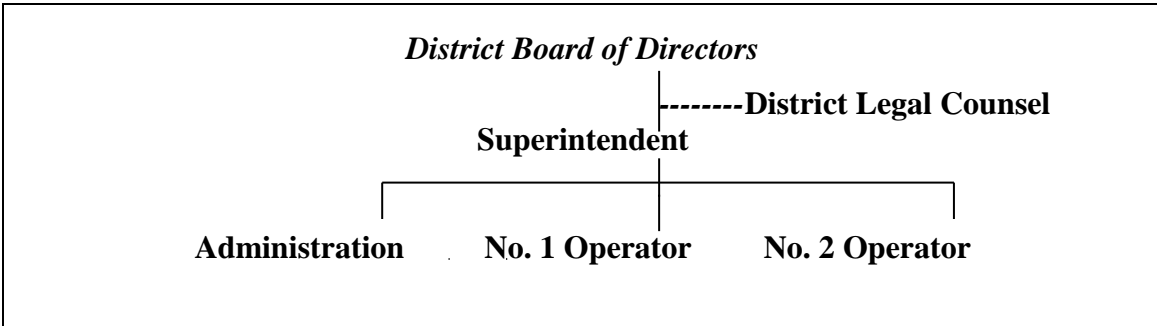 District Board of Directors
--------District Legal Counsel
Superintendent
Administration No. 1 Operator No. 2 Operator